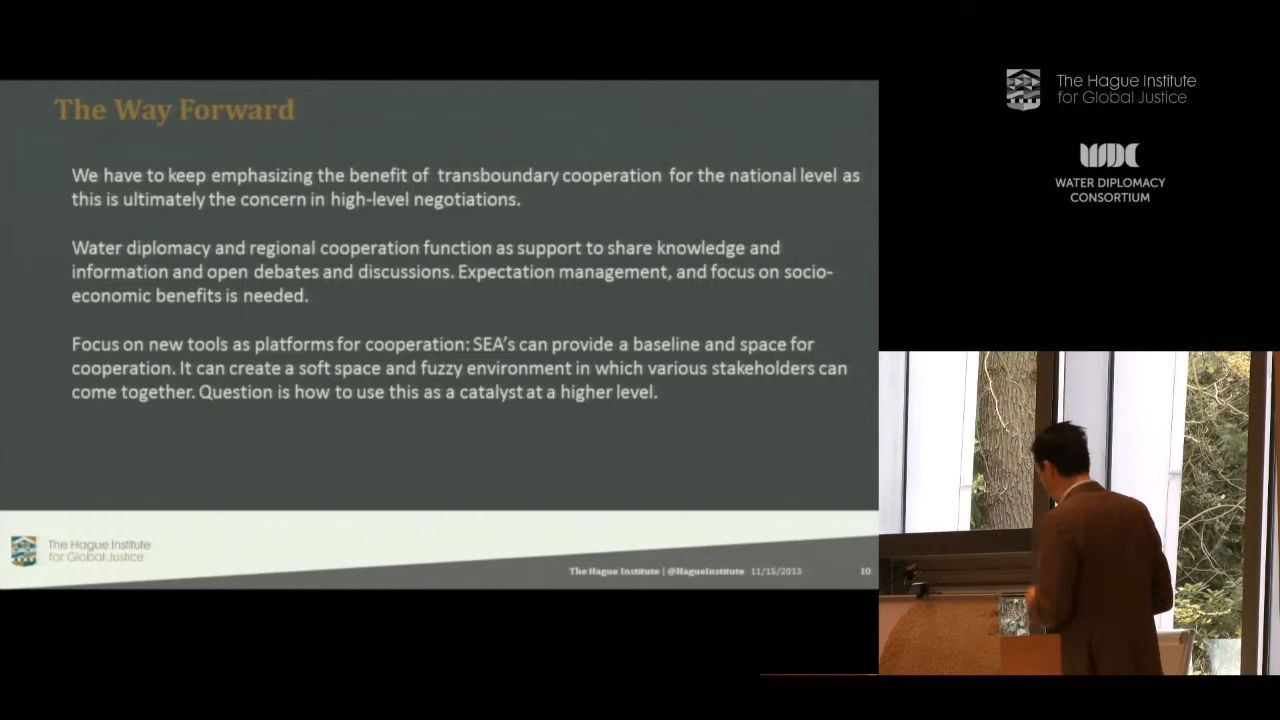 The Way Forward
We have to keep emphasizing the benefit of transboundary cooperation for the national level as
this is ultimately the concern in high-level negotiations.
Water diplomacy and regional cooperation function as support to share knowledge and
information and open debates and discussions. Expectation management, and focus on socio-
economic benefits is needed.
Focus on new tools as platforms for cooperation: SEA's can provide a baseline and space for
cooperation. It can create a soft space and fuzzy environment in which various stakeholders can
come together. Question is how to use this as a catalyst at a higher level.
The Hague Institute
for Global Justice
The Hague Institute | @HagueInstitute 11/15/2013 10
The Hague Institute
for Global Justice
WDC
WATER DIPLOMACY
CONSORTIUM